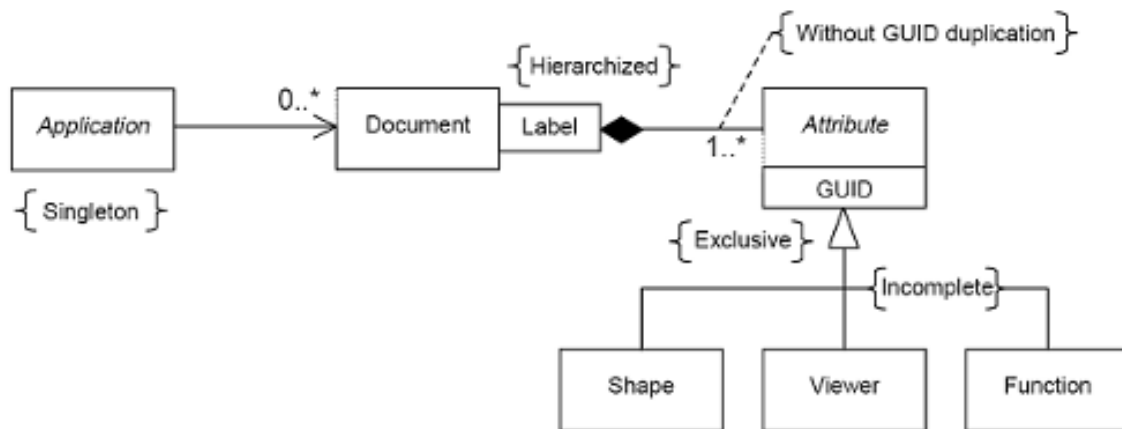 {Without GUID duplication}
{Hierarchized}
0..*
Application
Document
Label
1..*
Attribute
GUID
{Singleton}
{Exclusive}
{Incomplete}
Shape
Viewer
Function